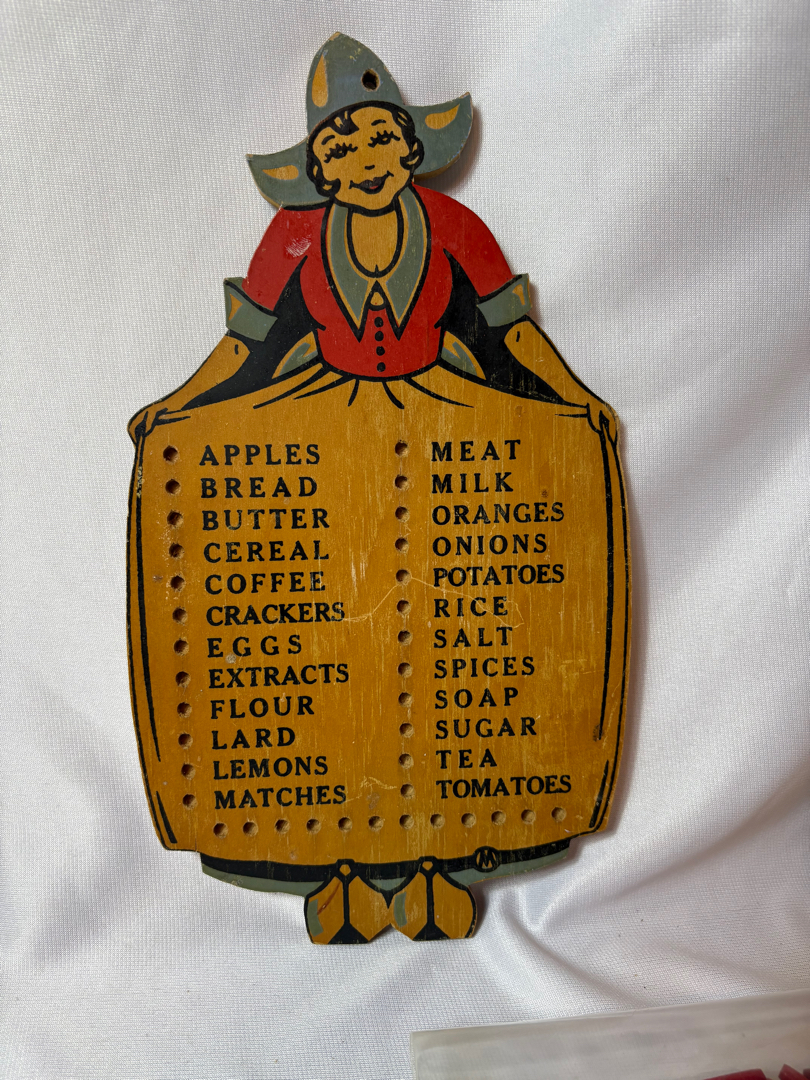 APPLES
BREAD
BUTTER
CEREAL
COFFEE
CRACKERS
EGGS
EXTRACTS
FLOUR
LARD
LEMONS
MATCHES
MEAT
MILK
ORANGES
ONIONS
POTATOES
RICE
SALT
SPICES
SOAP
SUGAR
TEA
TOMATOES
M